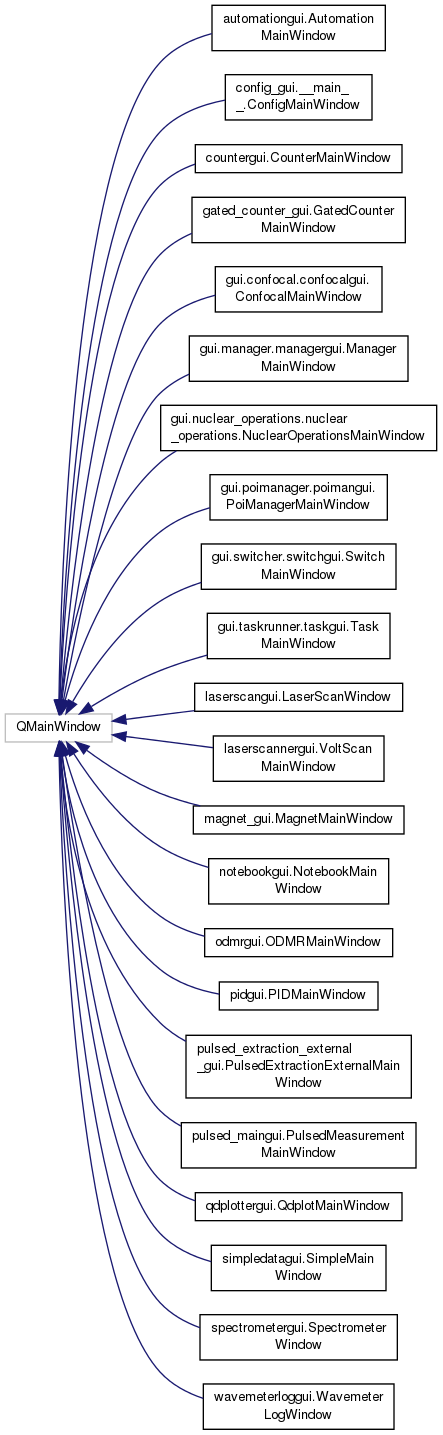 automationgui.Automation
MainWindow
config_gui.__main_
_.ConfigMainWindow
countergui.CounterMainWindow
gated_counter_gui.GatedCounter
MainWindow
gui.confocal.confocalgui.
ConfocalMainWindow
gui.manager.managergui.Manager
MainWindow
gui.nuclear_operations.nuclear
_operations.NuclearOperationsMainWindow
gui.poimanager.poimangui.
PoiManagerMainWindow
gui.switcher.switchgui.Switch
MainWindow
gui.taskrunner.taskgui.Task
MainWindow
laserscangui.LaserScanWindow
QMainWindow
laserscannergui.VoltScan
MainWindow
magnet_gui.MagnetMainWindow
notebookgui.NotebookMain
Window
odmrgui.ODMRMainWindow
pidgui.PIDMainWindow
pulsed_extraction_external
_gui.PulsedExtractionExternalMain
Window
pulsed_maingui.PulsedMeasurement
MainWindow
qdplottergui.QdplotMainWindow
simpledatagui.SimpleMain
Window
spectrometergui.Spectrometer
Window
wavemeterloggui.Wavemeter
LogWindow